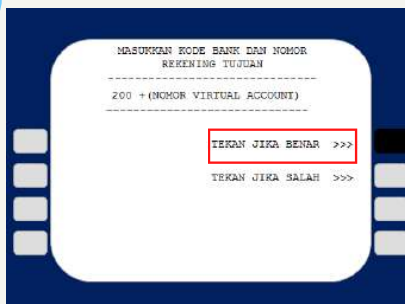 MASUKKAN KODE BANK DAN NOMOR
REKENING TUJUAN
--------------------------------
200 +(NOMOR VIRTUAL ACCOUNT)
--------------------------------
TEKAN JIKA BENAR >>>
TEKAN JIKA SALAH >>>